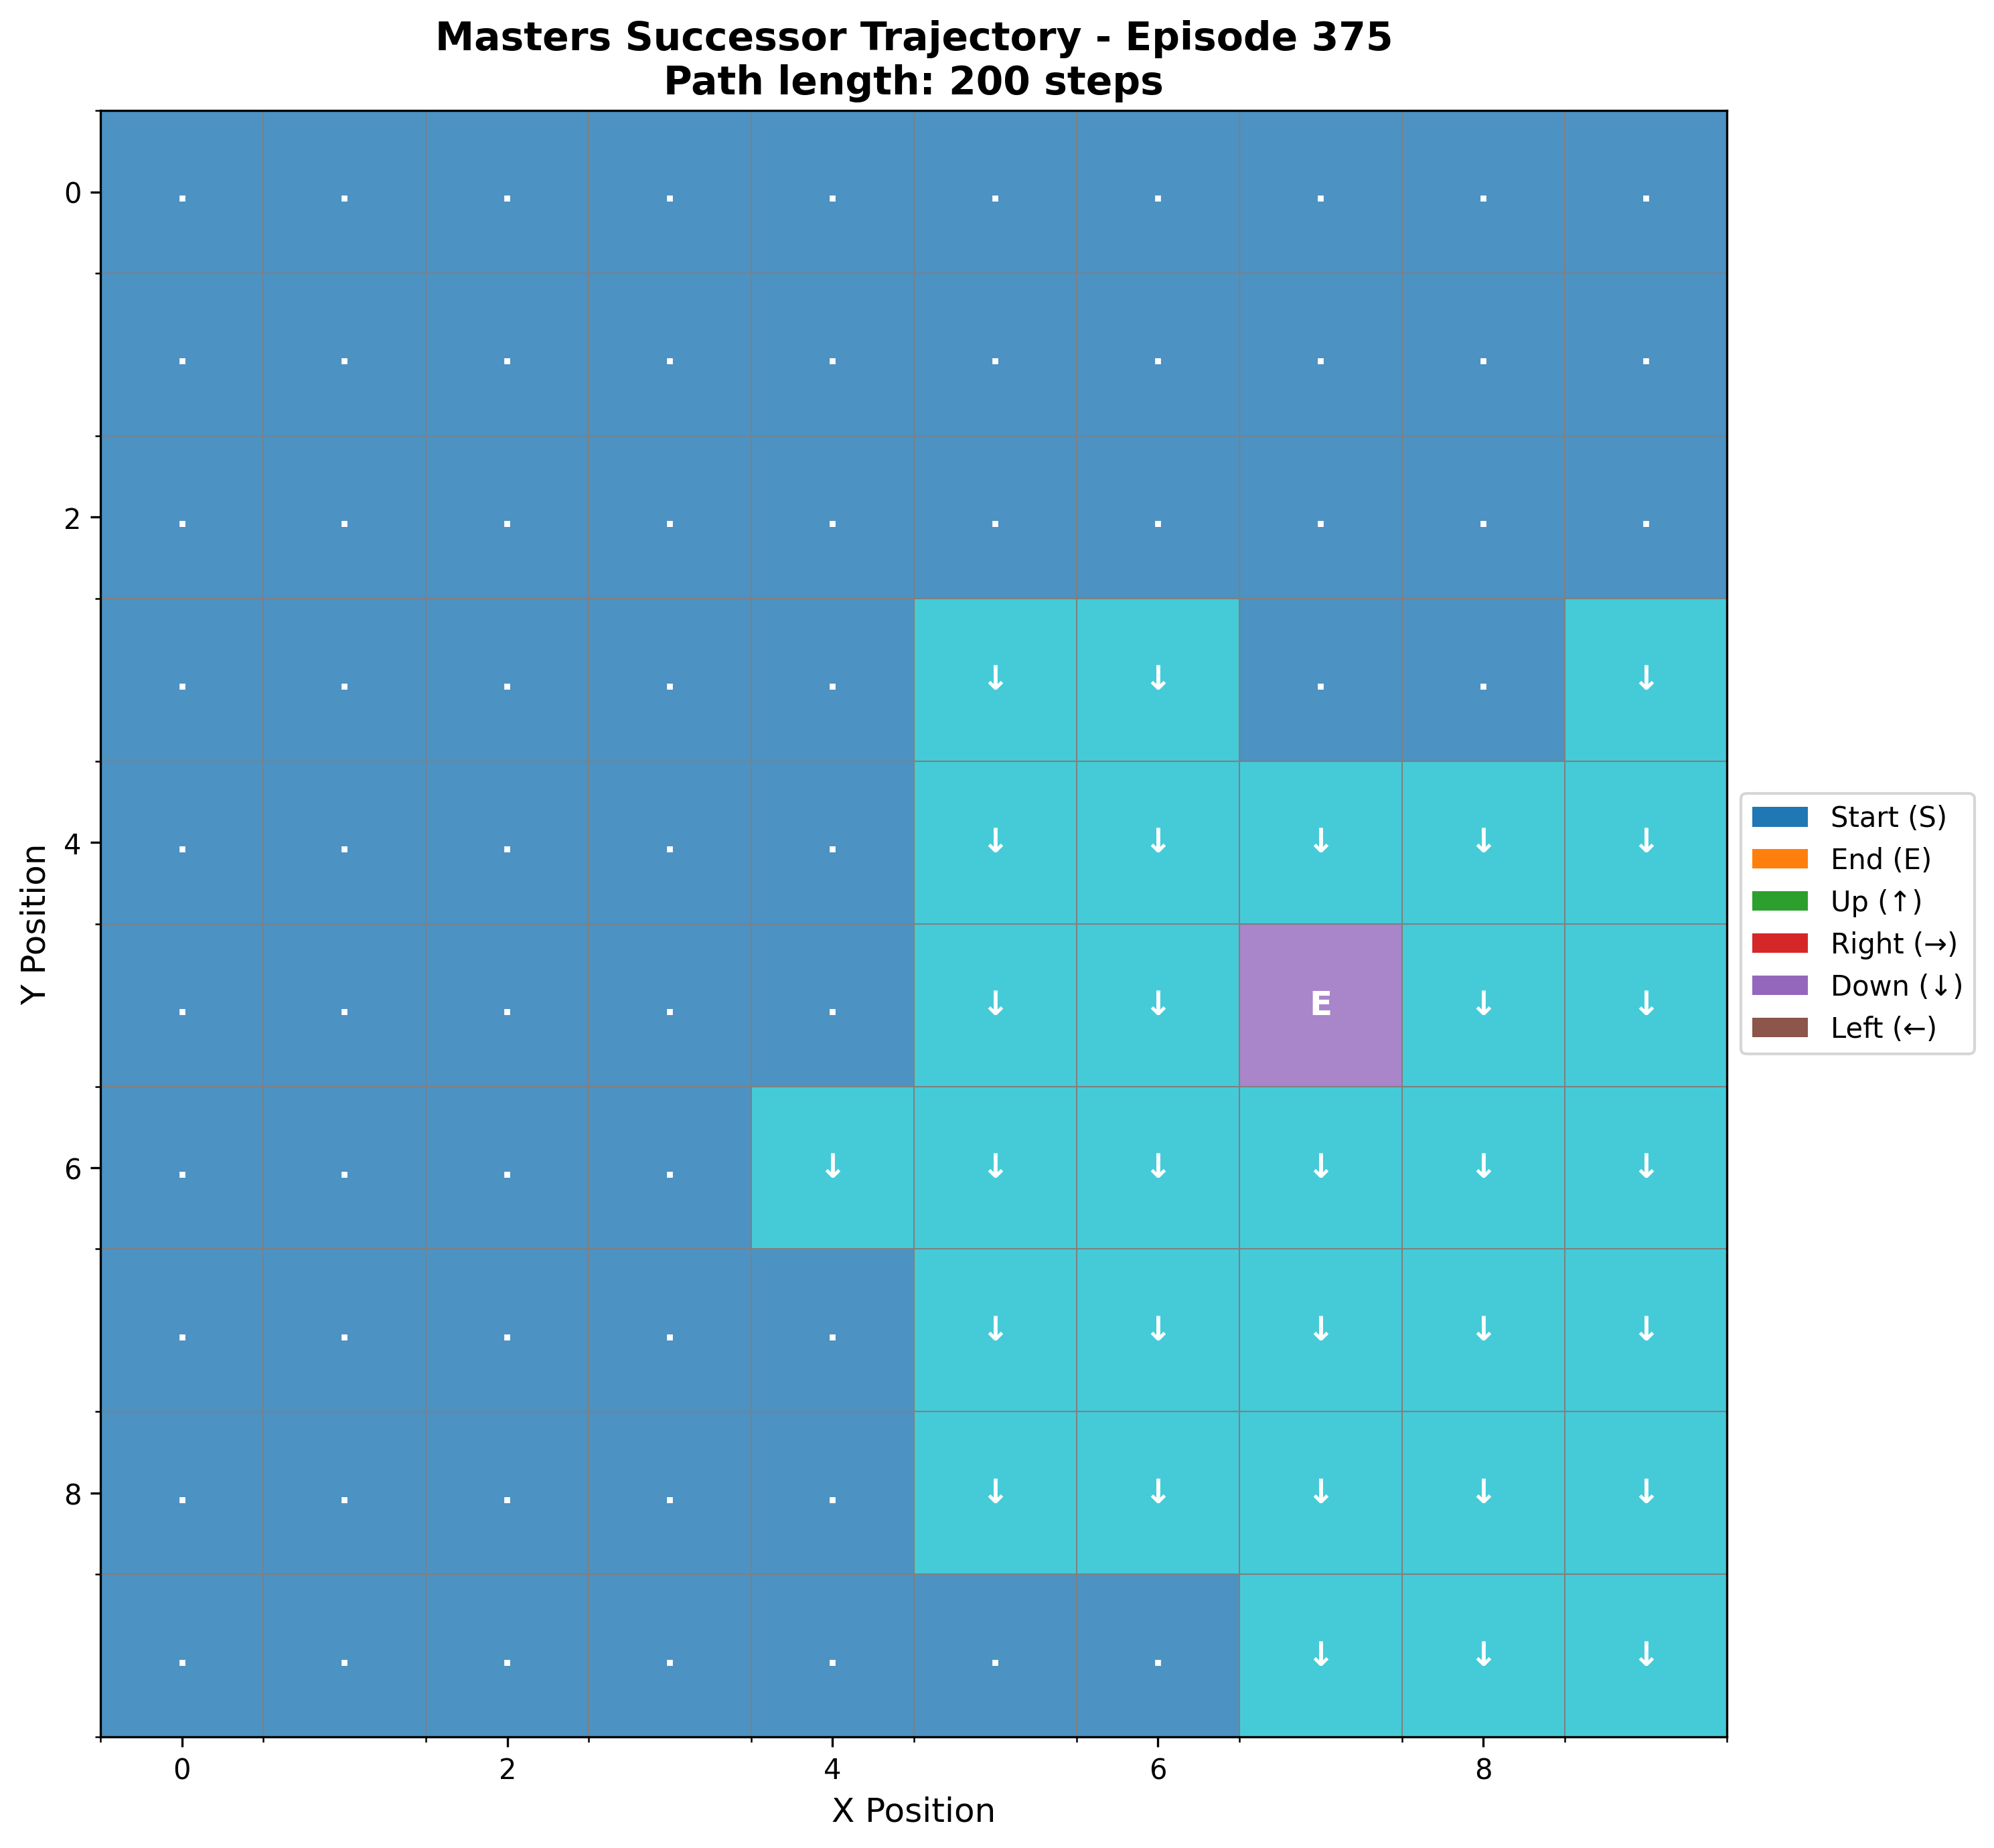 Masters Successor Trajectory - Episode 375
Path length: 200 steps
0 . . . . . . . . . .
. . . . . . . . . .
2 . . . . . . . . . .
. . . . . ↓ ↓ . . ↓
4 . . . . . ↓ ↓ ↓ ↓ ↓
. . . . . ↓ ↓ E ↓ ↓
6 . . . . ↓ ↓ ↓ ↓ ↓ ↓
. . . . . ↓ ↓ ↓ ↓ ↓
8 . . . . . ↓ ↓ ↓ ↓ ↓
. . . . . . . ↓ ↓ ↓
0 2 4 6 8
X Position
Y Position
Start (S)
End (E)
Up (↑)
Right (→)
Down (↓)
Left (←)